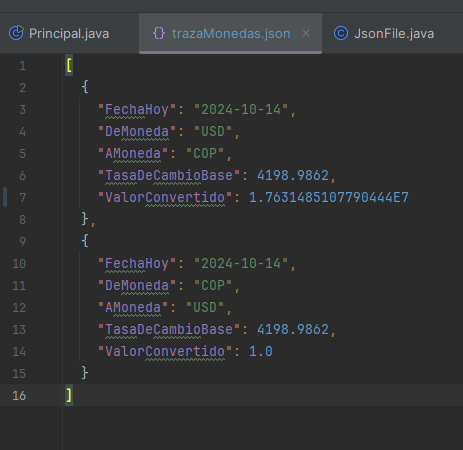 Principal.java
trazaMonedas.json
JsonFile.java
1 [
2 {
3 "FechaHoy": "2024-10-14",
4 "DeMoneda": "USD",
5 "AMoneda": "COP",
6 "TasaDeCambioBase": 4198.9862,
7 "ValorConvertido": 1.7631485107790444E7
8 },
9 {
10 "FechaHoy": "2024-10-14",
11 "DeMoneda": "COP",
12 "AMoneda": "USD",
13 "TasaDeCambioBase": 4198.9862,
14 "ValorConvertido": 1.0
15 }
16 ]